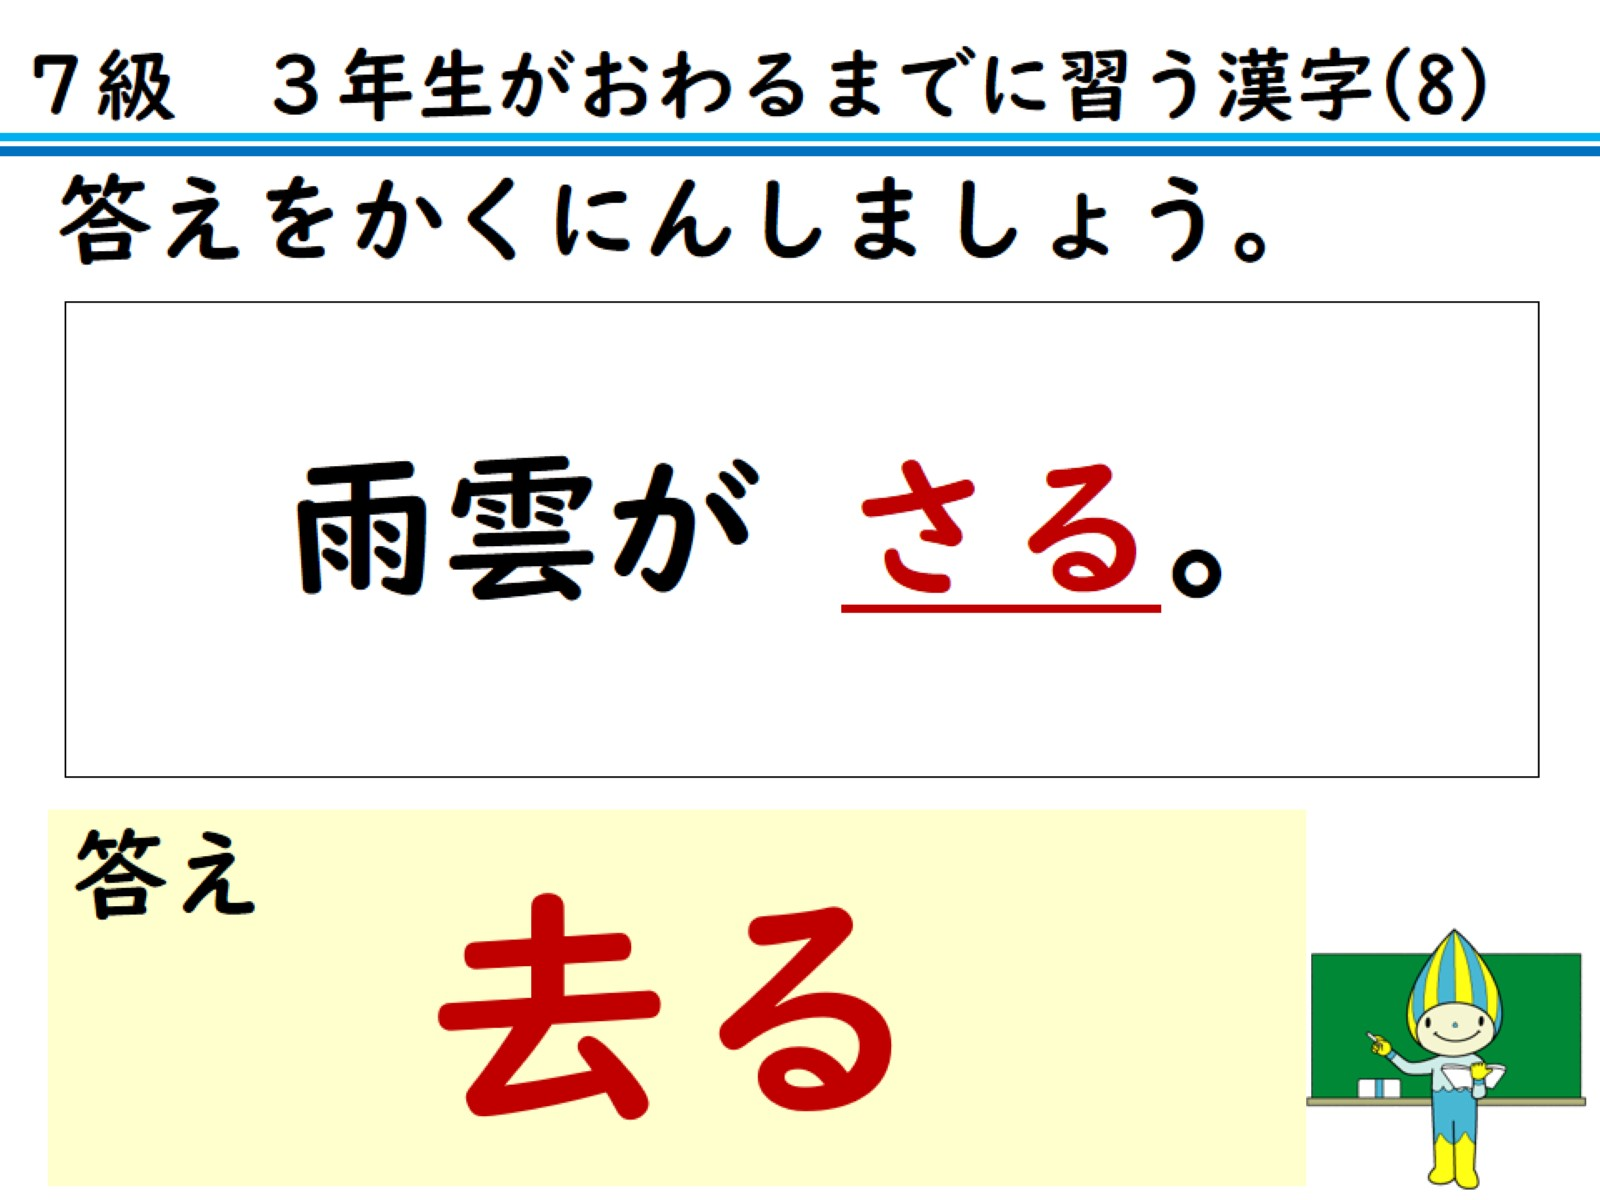 ７級　３年生がおわるまでに習う漢字(8)
答えをかくにんしましょう。
雨雲が さる。
答え
去る